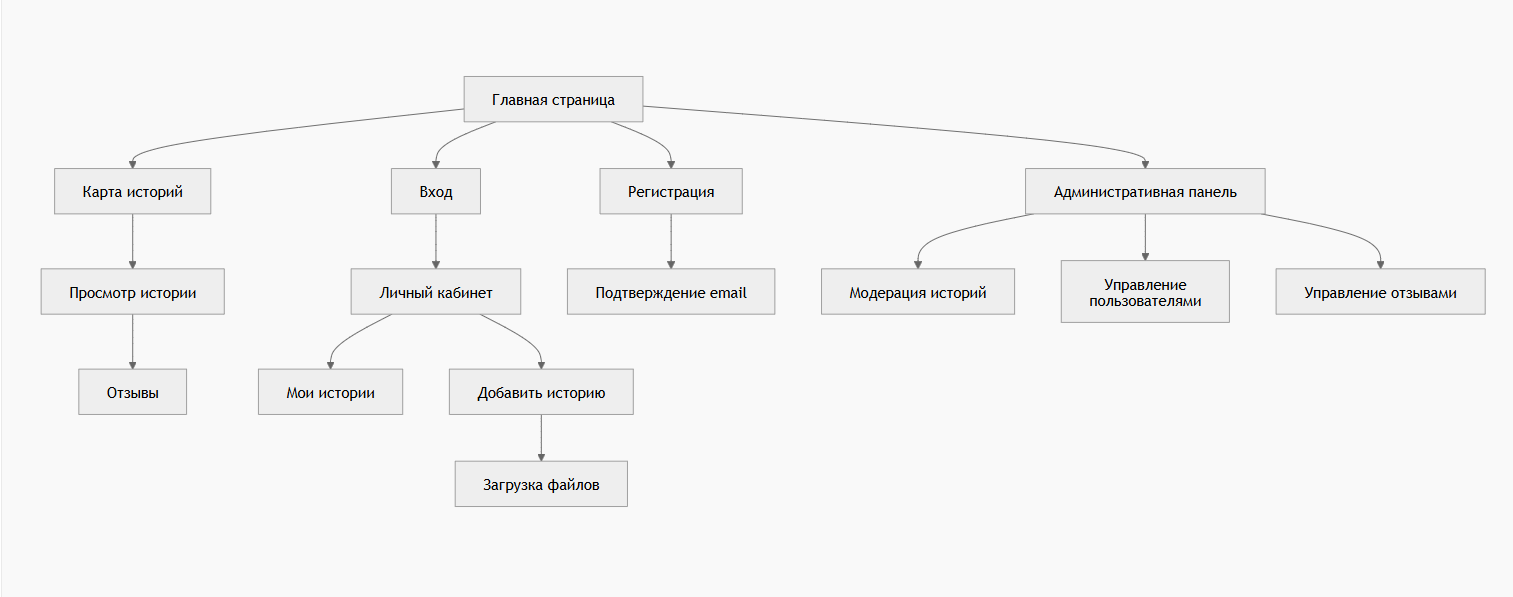 Главная страница
Карта историй
Вход
Регистрация
Административная панель
Просмотр истории
Личный кабинет
Подтверждение email
Модерация историй
Управление
пользователями
Управление отзывами
Отзывы
Мои истории
Добавить историю
Загрузка файлов